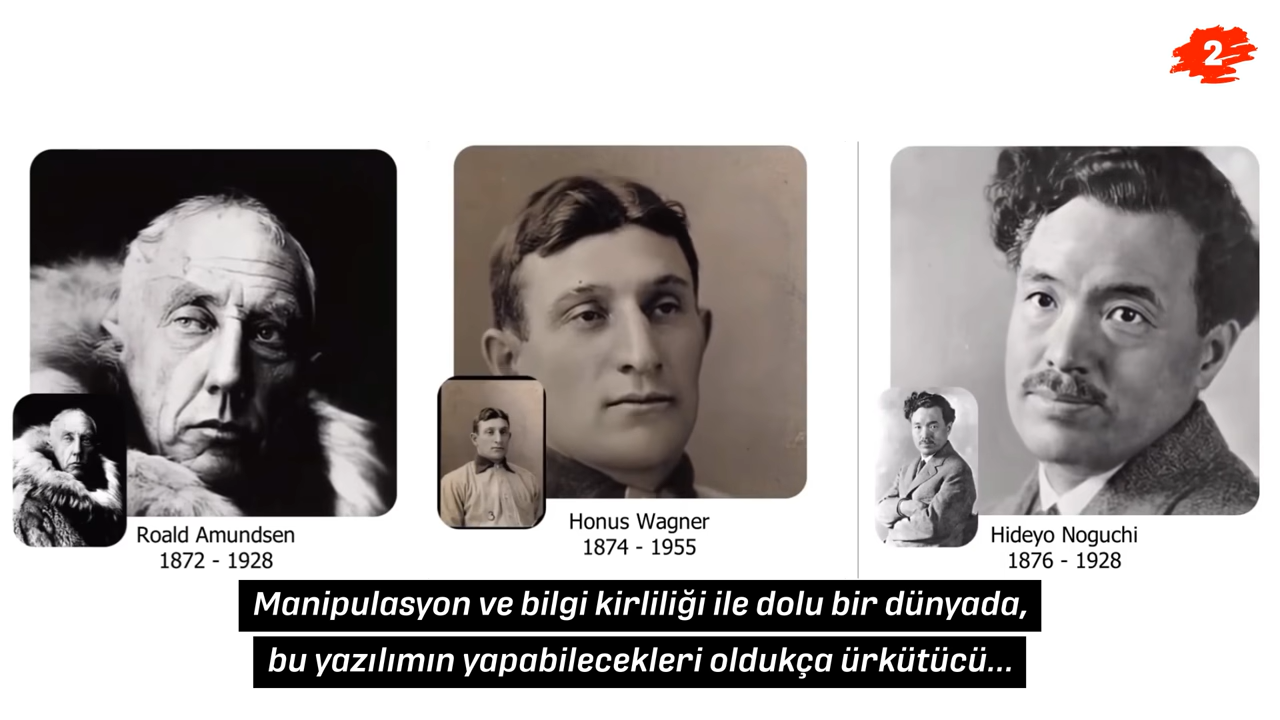 2
Roald Amundsen
1872 - 1928
Honus Wagner
1874 - 1955
Hideyo Noguchi
1876 - 1928
Manipulasyon ve bilgi kirliliği ile dolu bir dünyada,
bu yazılımın yapabilecekleri oldukça ürkütücü...